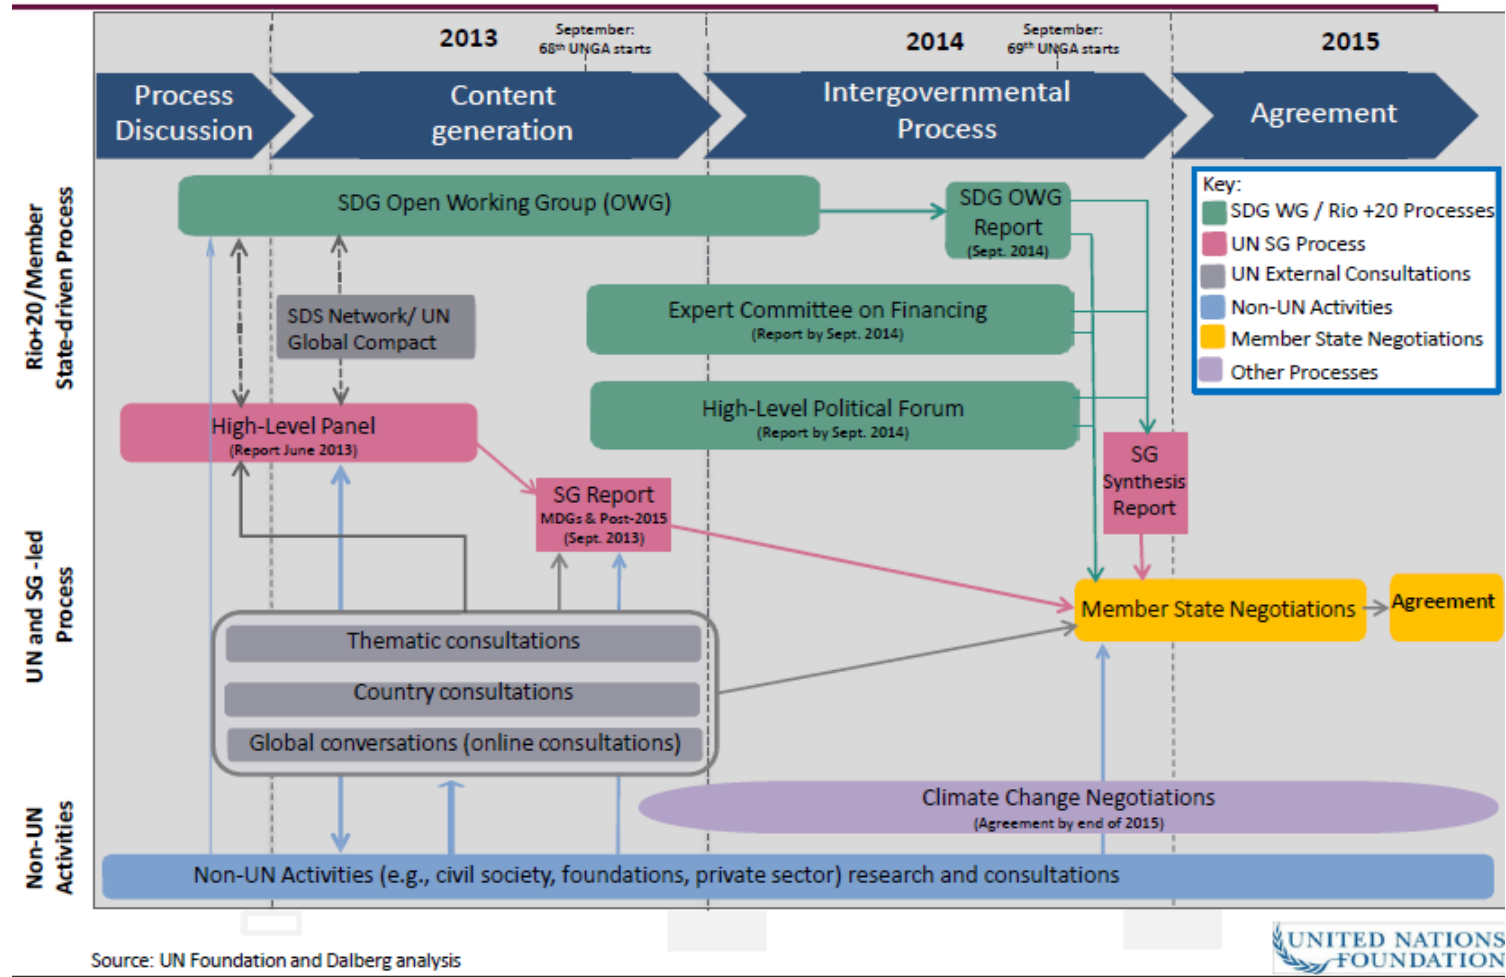 2013
September:
68th UNGA starts
2014
September:
69th UNGA starts
2015
Process
Discussion
Content
generation
Intergovernmental
Process
Agreement
Rio+20/Member
State-driven Process
SDG Open Working Group (OWG)
SDG OWG
Report
(Sept. 2014)
Key:
SDG WG / Rio +20 Processes
UN SG Process
UN External Consultations
Non-UN Activities
Member State Negotiations
Other Processes
SDS Network/ UN
Global Compact
Expert Committee on Financing
(Report by Sept. 2014)
High-Level Political Forum
(Report by Sept. 2014)
High-Level Panel
(Report June 2013)
SG
Synthesis
Report
UN and SG -led
Process
SG Report
MDGs & Post-2015
(Sept. 2013)
Member State Negotiations
Agreement
Thematic consultations
Country consultations
Global conversations (online consultations)
Non-UN
Activities
Climate Change Negotiations
(Agreement by end of 2015)
Non-UN Activities (e.g., civil society, foundations, private sector) research and consultations
Source: UN Foundation and Dalberg analysis
UNITED NATIONS
FOUNDATION